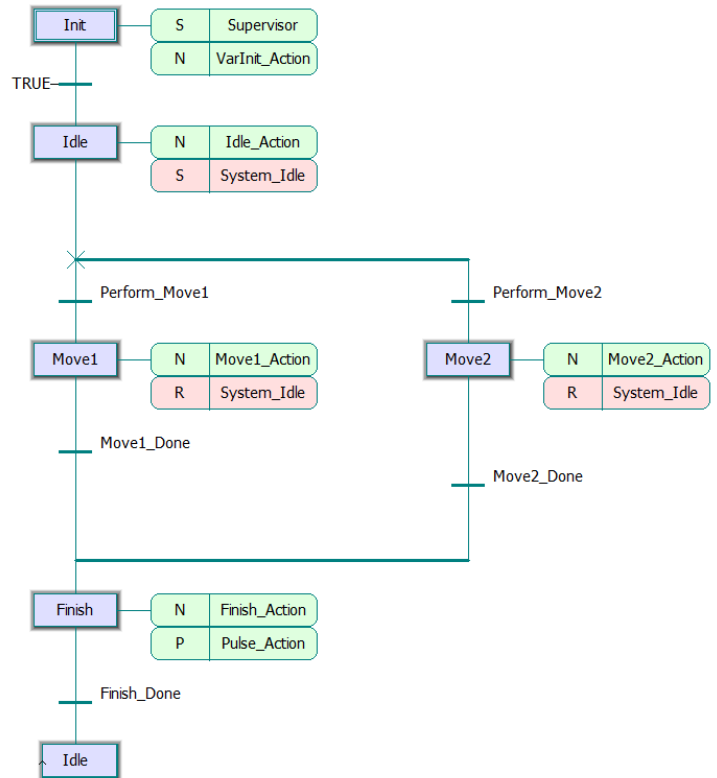 Init S Supervisor
N VarInit_Action
TRUE
Idle N Idle_Action
S System_Idle
Perform_Move1 Perform_Move2
Move1 N Move1_Action Move2 N Move2_Action
R System_Idle R System_Idle
Move1_Done
Move2_Done
Finish N Finish_Action
P Pulse_Action
Finish_Done
Idle